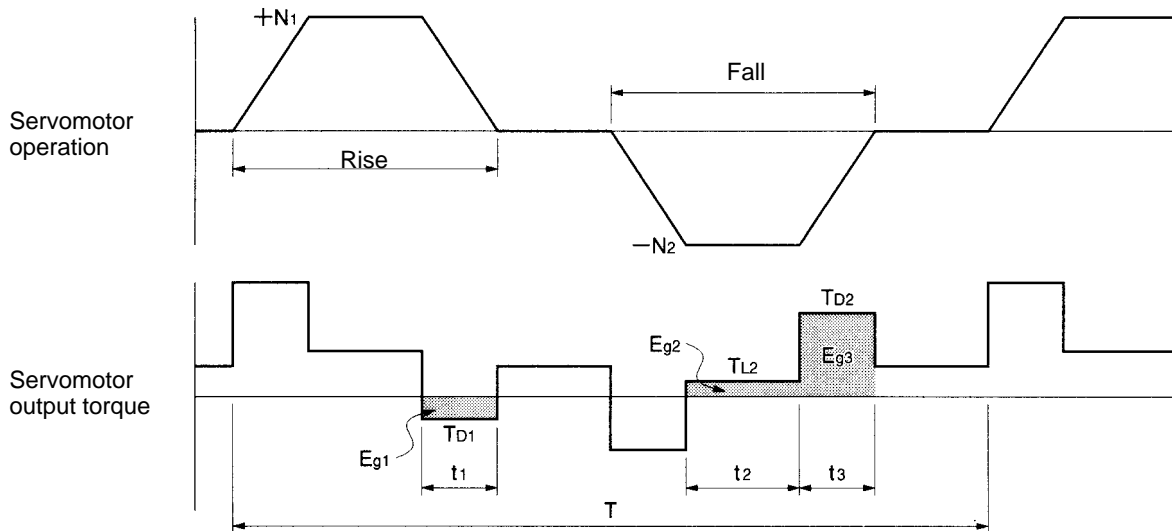 +N1
Fall
Servomotor
operation
Rise
−N2
TD2
Eg2
TL2
Eg3
Servomotor
output torque
TD1
Eg1
t1
t2
t3
T